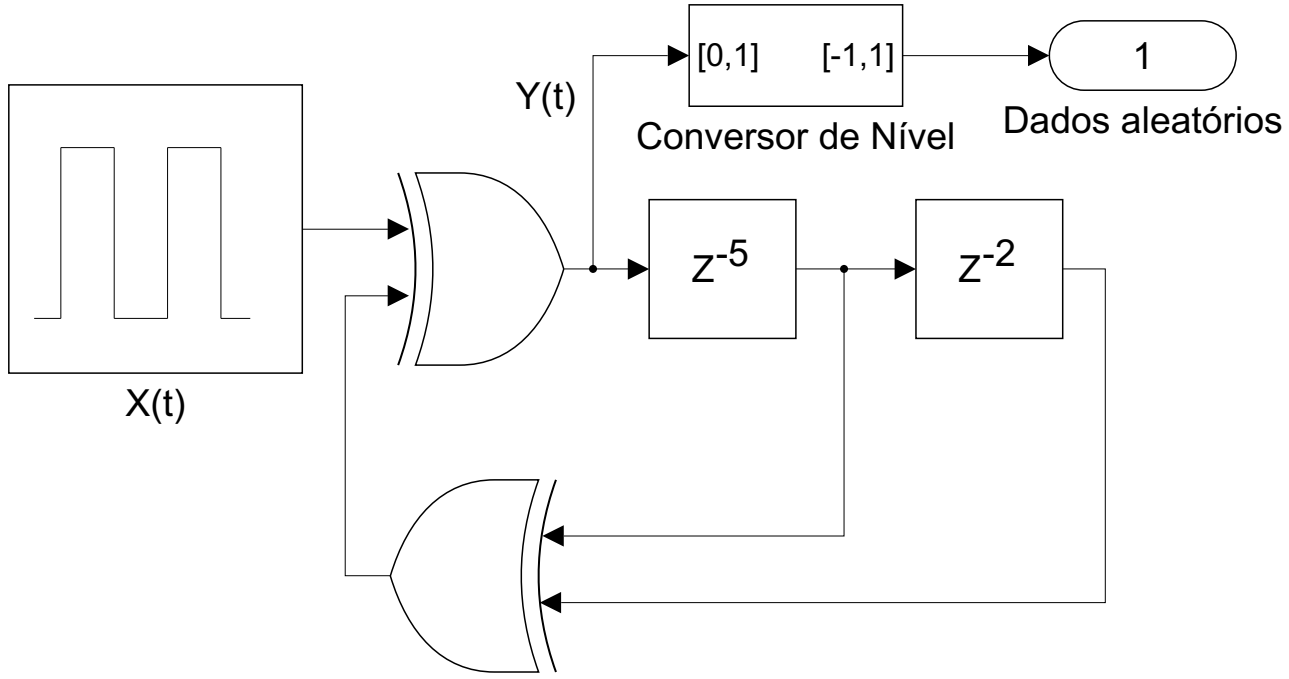 [0,1] [-1,1]
1
Y(t)
Conversor de Nível
Dados aleatórios
Z^-5
Z^-2
X(t)